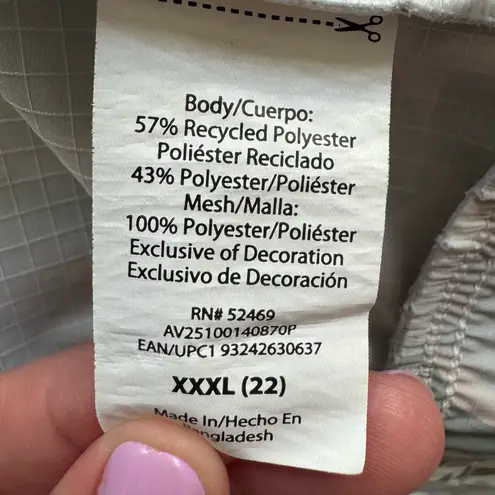 Body/Cuerpo:
57% Recycled Polyester
Poliéster Reciclado
43% Polyester/Poliéster
Mesh/Malla:
100% Polyester/Poliéster
Exclusive of Decoration
Exclusivo de Decoración
RN# 52469
AV25100140870P
EAN/UPC1 93242630637
XXXL (22)
Made In/Hecho En
Bangladesh